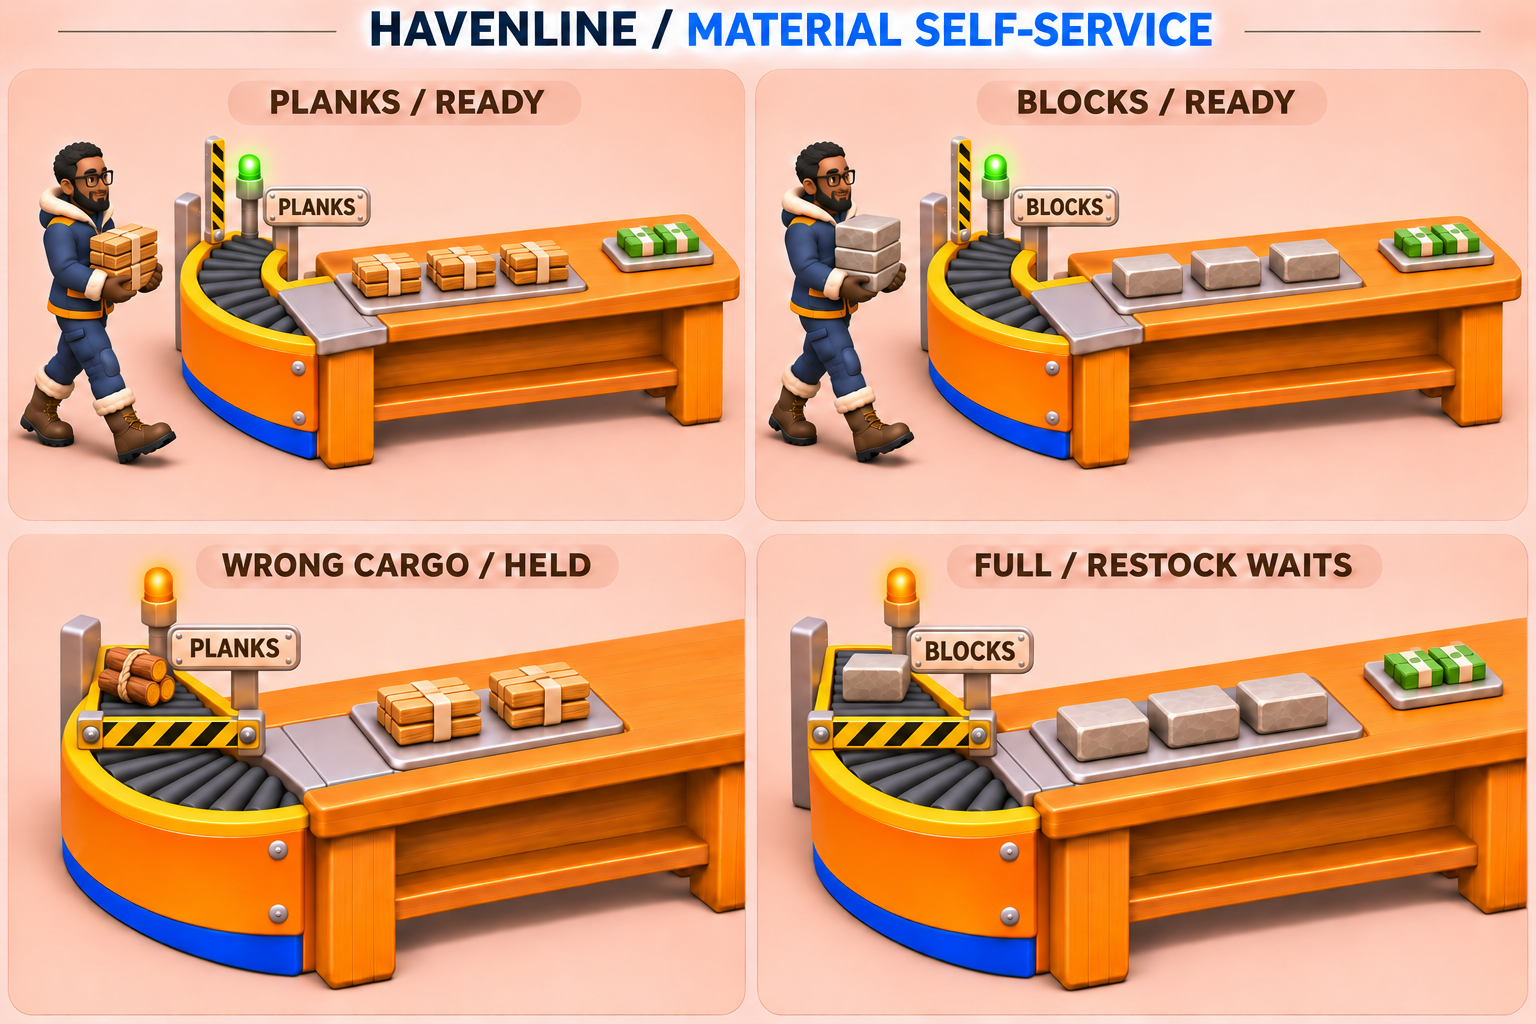 HAVENLINE / MATERIAL SELF-SERVICE
PLANKS / READY
PLANKS
BLOCKS / READY
BLOCKS
WRONG CARGO / HELD
PLANKS
FULL / RESTOCK WAITS
BLOCKS